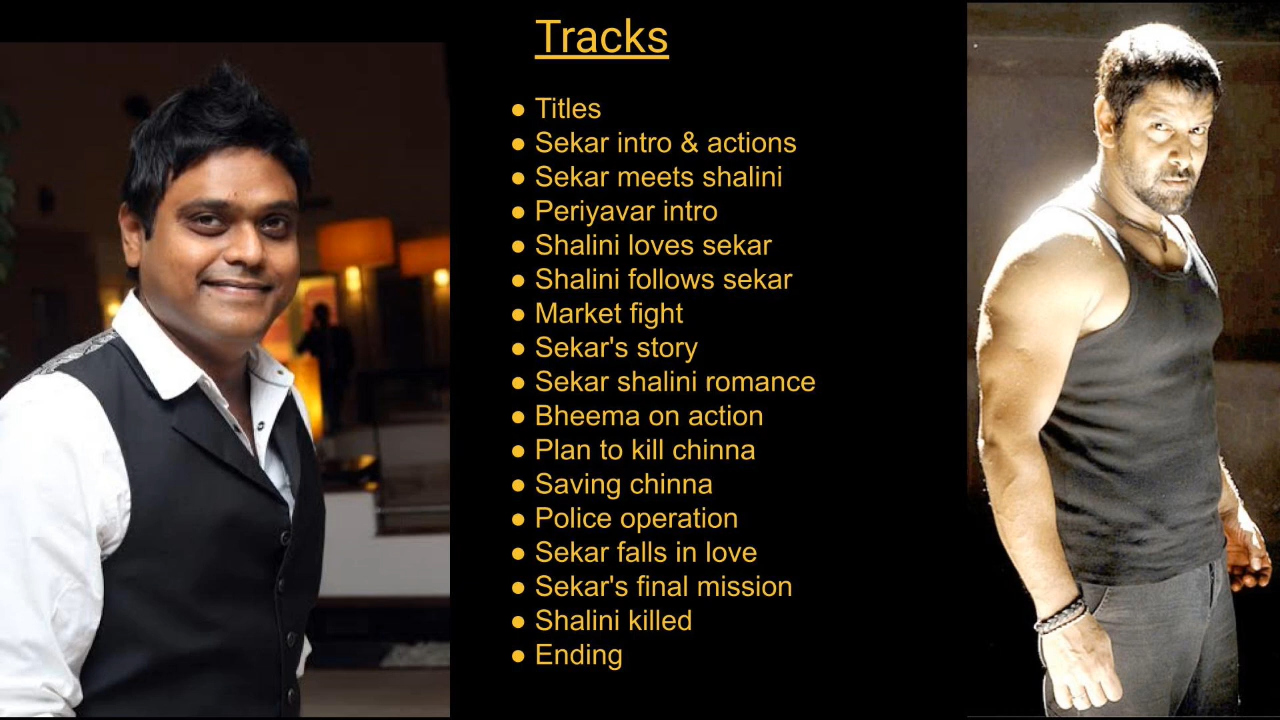 Tracks
● Titles
● Sekar intro & actions
● Sekar meets shalini
● Periyavar intro
● Shalini loves sekar
● Shalini follows sekar
● Market fight
● Sekar's story
● Sekar shalini romance
● Bheema on action
● Plan to kill chinna
● Saving chinna
● Police operation
● Sekar falls in love
● Sekar's final mission
● Shalini killed
● Ending